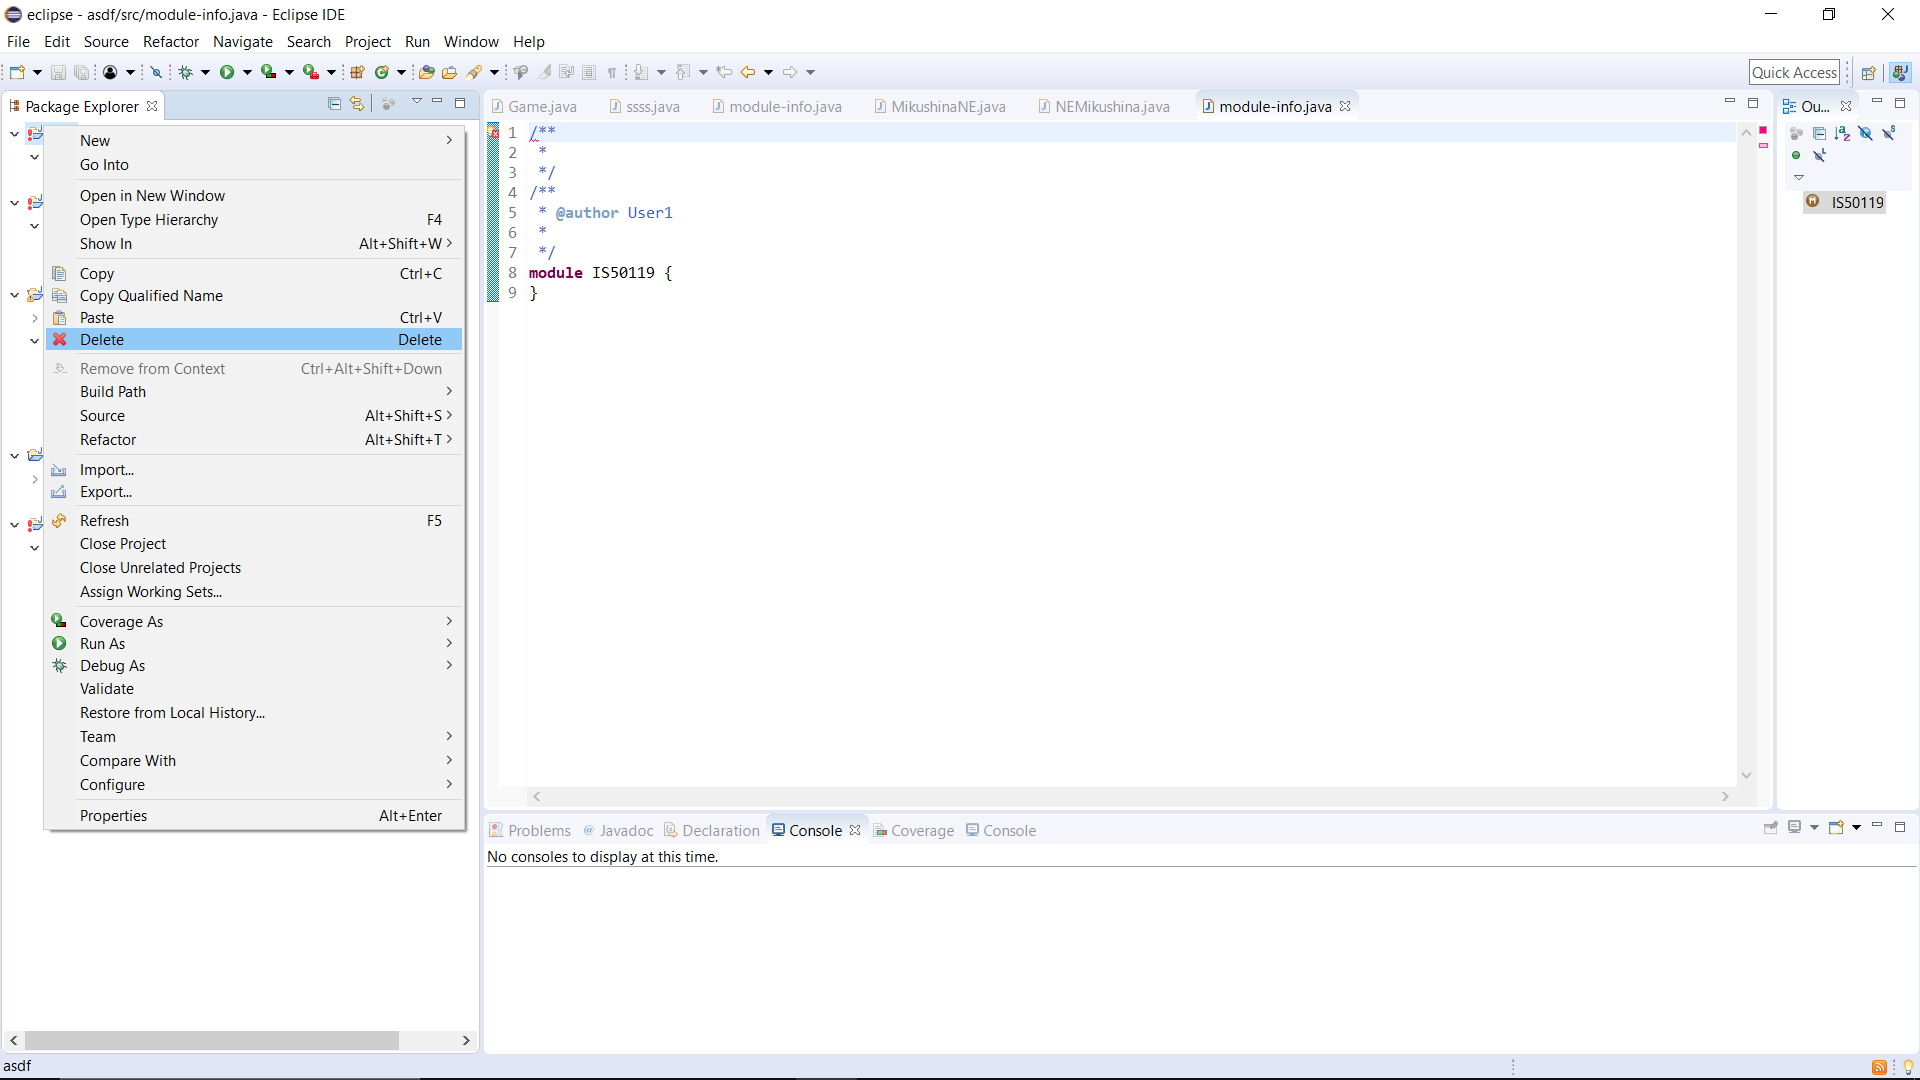 eclipse - asdf/src/module-info.java - Eclipse IDE
File Edit Source Refactor Navigate Search Project Run Window Help
Quick Access
Package Explorer
Game.java ssss.java module-info.java MikushinaNE.java NEMikushina.java module-info.java
Ou...
New
Go Into
Open in New Window
Open Type Hierarchy F4
Show In Alt+Shift+W
Copy Ctrl+C
Copy Qualified Name
Paste Ctrl+V
Delete Delete
Remove from Context Ctrl+Alt+Shift+Down
Build Path
Source Alt+Shift+S
Refactor Alt+Shift+T
Import...
Export...
Refresh F5
Close Project
Close Unrelated Projects
Assign Working Sets...
Coverage As
Run As
Debug As
Validate
Restore from Local History...
Team
Compare With
Configure
Properties Alt+Enter
1 /**
2 *
3 */
4 /**
5 * @author User1
6 *
7 */
8 module IS50119 {
9 }
IS50119
Problems @ Javadoc Declaration Console Coverage Console
No consoles to display at this time.
asdf